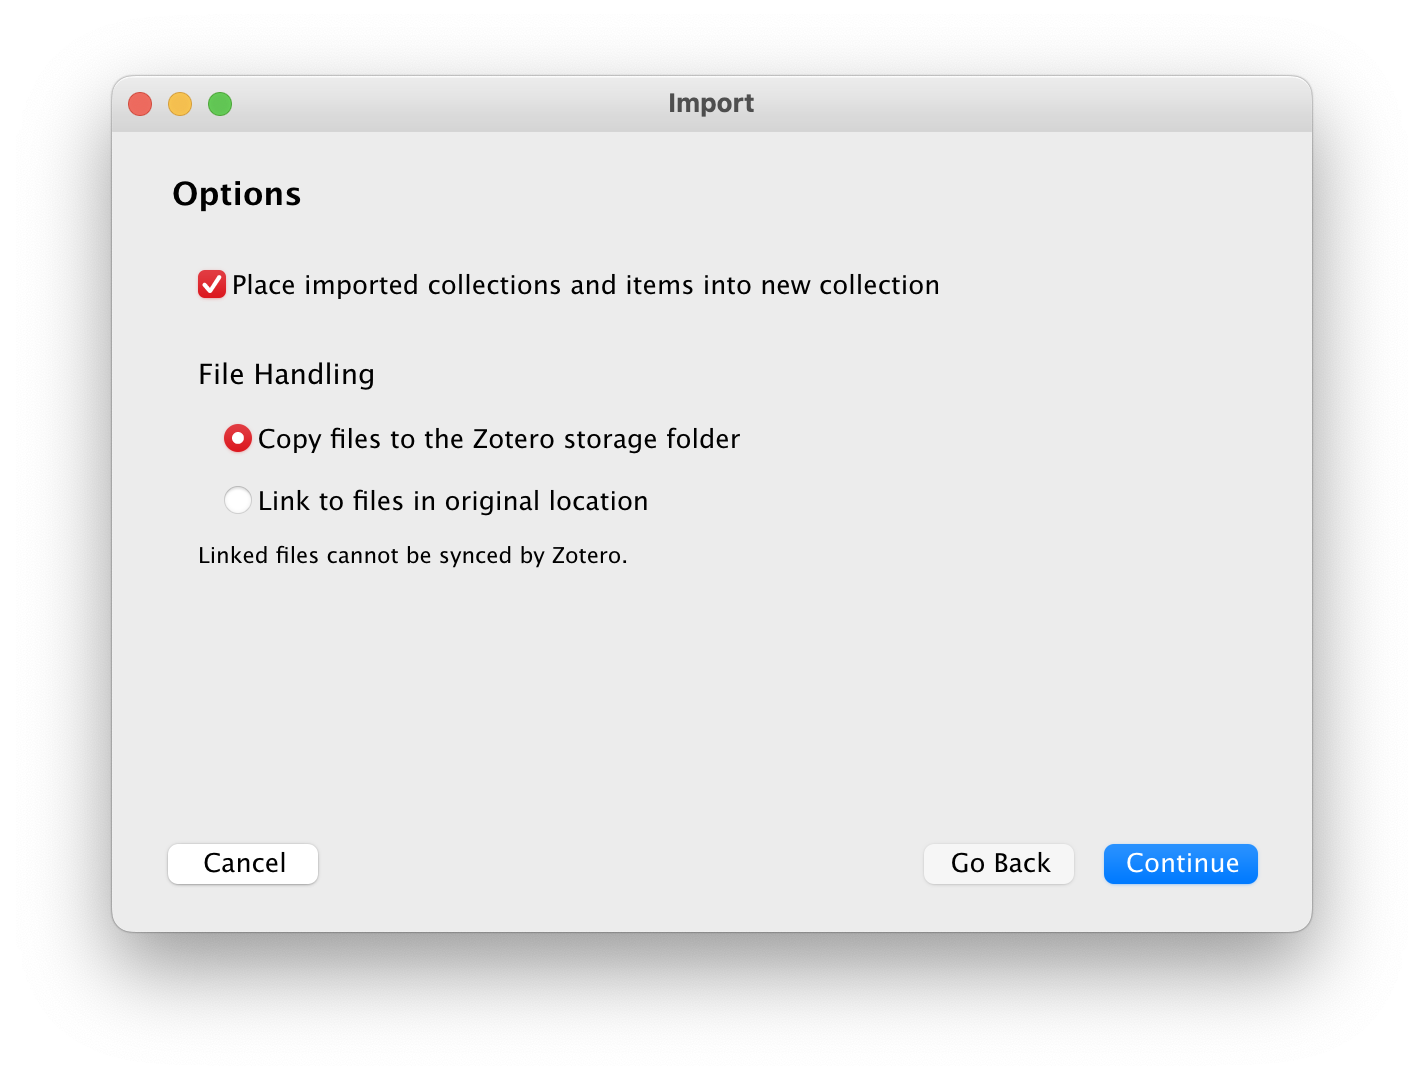 Import
Options
Place imported collections and items into new collection
File Handling
Copy files to the Zotero storage folder
Link to files in original location
Linked files cannot be synced by Zotero.
Cancel
Go Back
Continue